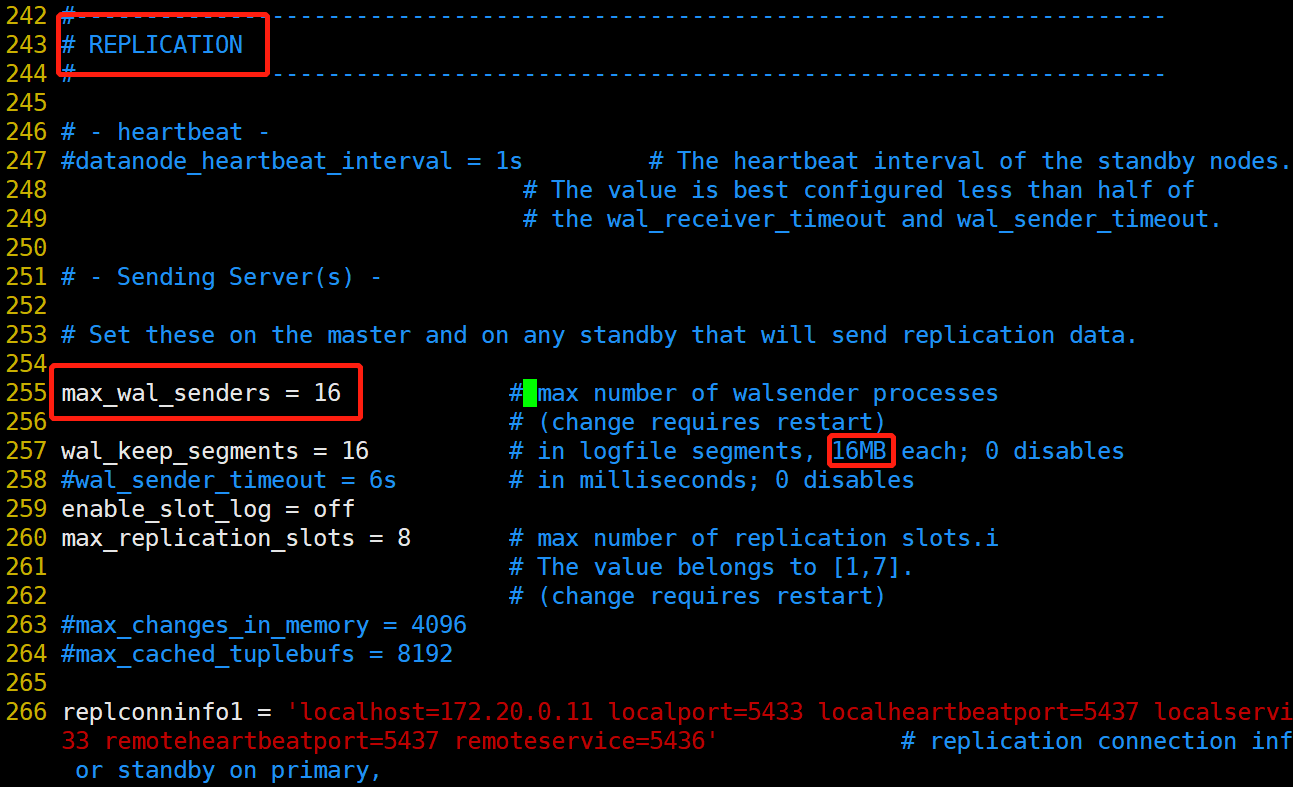 242 #------------------------------------------------------------------------------
243 # REPLICATION
244 #------------------------------------------------------------------------------
245
246 # - heartbeat -
247 #datanode_heartbeat_interval = 1s         # The heartbeat interval of the standby nodes.
248                                  # The value is best configured less than half of
249                                  # the wal_receiver_timeout and wal_sender_timeout.
250
251 # - Sending Server(s) -
252
253 # Set these on the master and on any standby that will send replication data.
254
255 max_wal_senders = 16            # max number of walsender processes
256                                 # (change requires restart)
257 wal_keep_segments = 16          # in logfile segments, 16MB each; 0 disables
258 #wal_sender_timeout = 6s        # in milliseconds; 0 disables
259 enable_slot_log = off
260 max_replication_slots = 8       # max number of replication slots.i
261                                 # The value belongs to [1,7].
262                                 # (change requires restart)
263 #max_changes_in_memory = 4096
264 #max_cached_tuplebufs = 8192
265
266 replconninfo1 = 'localhost=172.20.0.11 localport=5433 localheartbeatport=5437 localservi
33 remoteheartbeatport=5437 remoteservice=5436'             # replication connection inf
or standby on primary,